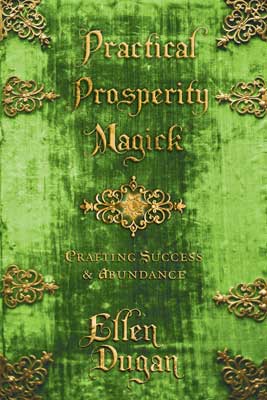 Practical
Prosperity
Magick
Crafting Success
& Abundance
Ellen
Dugan